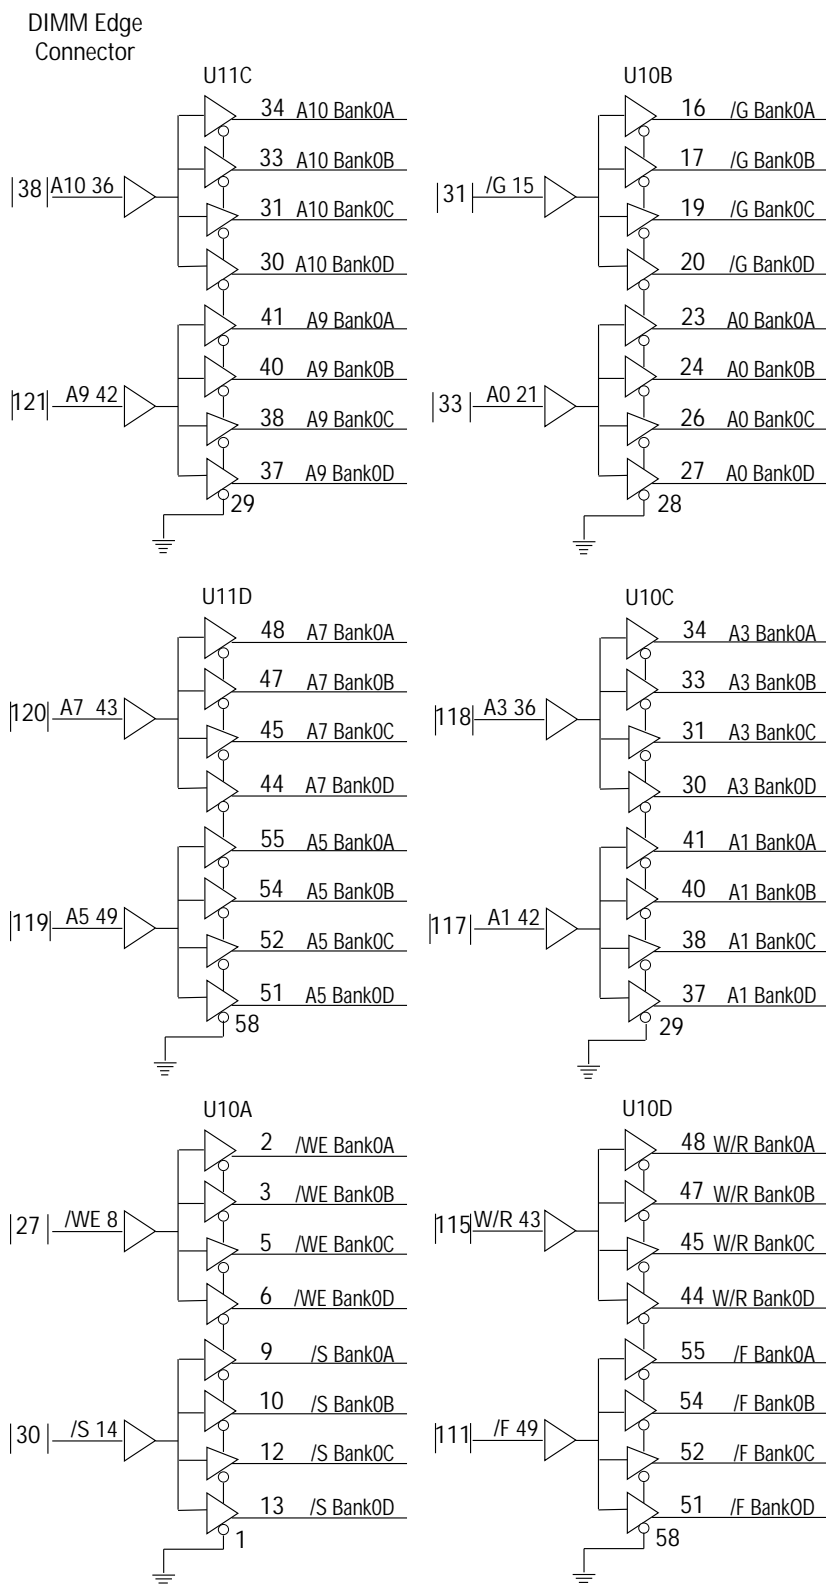 DIMM Edge
Connector
U11C
34 A10 Bank0A
33 A10 Bank0B
|38| A10 36
31 A10 Bank0C
30 A10 Bank0D
41 A9 Bank0A
40 A9 Bank0B
|121| A9 42
38 A9 Bank0C
37 A9 Bank0D
29
U10B
16 /G Bank0A
17 /G Bank0B
|31| /G 15
19 /G Bank0C
20 /G Bank0D
23 A0 Bank0A
24 A0 Bank0B
|33| A0 21
26 A0 Bank0C
27 A0 Bank0D
28
U11D
48 A7 Bank0A
47 A7 Bank0B
|120| A7 43
45 A7 Bank0C
44 A7 Bank0D
55 A5 Bank0A
54 A5 Bank0B
|119| A5 49
52 A5 Bank0C
51 A5 Bank0D
58
U10C
34 A3 Bank0A
33 A3 Bank0B
|118| A3 36
31 A3 Bank0C
30 A3 Bank0D
41 A1 Bank0A
40 A1 Bank0B
|117| A1 42
38 A1 Bank0C
37 A1 Bank0D
29
U10A
2 /WE Bank0A
3 /WE Bank0B
|27| /WE 8
5 /WE Bank0C
6 /WE Bank0D
9 /S Bank0A
10 /S Bank0B
|30| /S 14
12 /S Bank0C
13 /S Bank0D
1
U10D
48 W/R Bank0A
47 W/R Bank0B
|115| W/R 43
45 W/R Bank0C
44 W/R Bank0D
55 /F Bank0A
54 /F Bank0B
|111| /F 49
52 /F Bank0C
51 /F BankOD
58